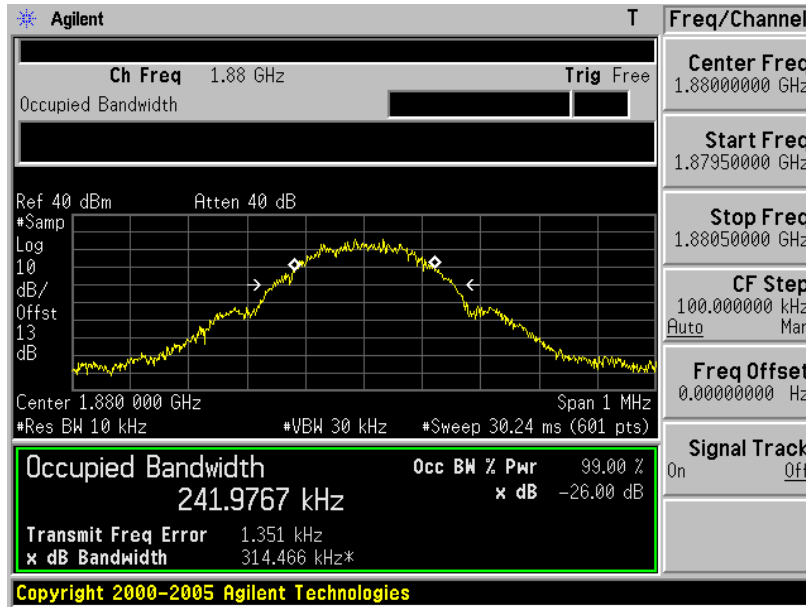 Agilent T Freq/Channel
Ch Freq 1.88 GHz Trig Free
Occupied Bandwidth
Center Freq
1.88000000 GHz
Start Freq
1.87950000 GHz
Stop Freq
1.88050000 GHz
CF Step
100.000000 kHz
Auto Man
Freq Offset
0.00000000 Hz
Signal Track
On Off
Ref 40 dBm Atten 40 dB
#Samp
Log
10
dB/
Offst
13
dB
Center 1.880 000 GHz Span 1 MHz
#Res BW 10 kHz #VBW 30 kHz #Sweep 30.24 ms (601 pts)
Occupied Bandwidth Occ BW % Pwr 99.00 %
241.9767 kHz x dB -26.00 dB
Transmit Freq Error 1.351 kHz
x dB Bandwidth 314.466 kHz*
Copyright 2000-2005 Agilent Technologies